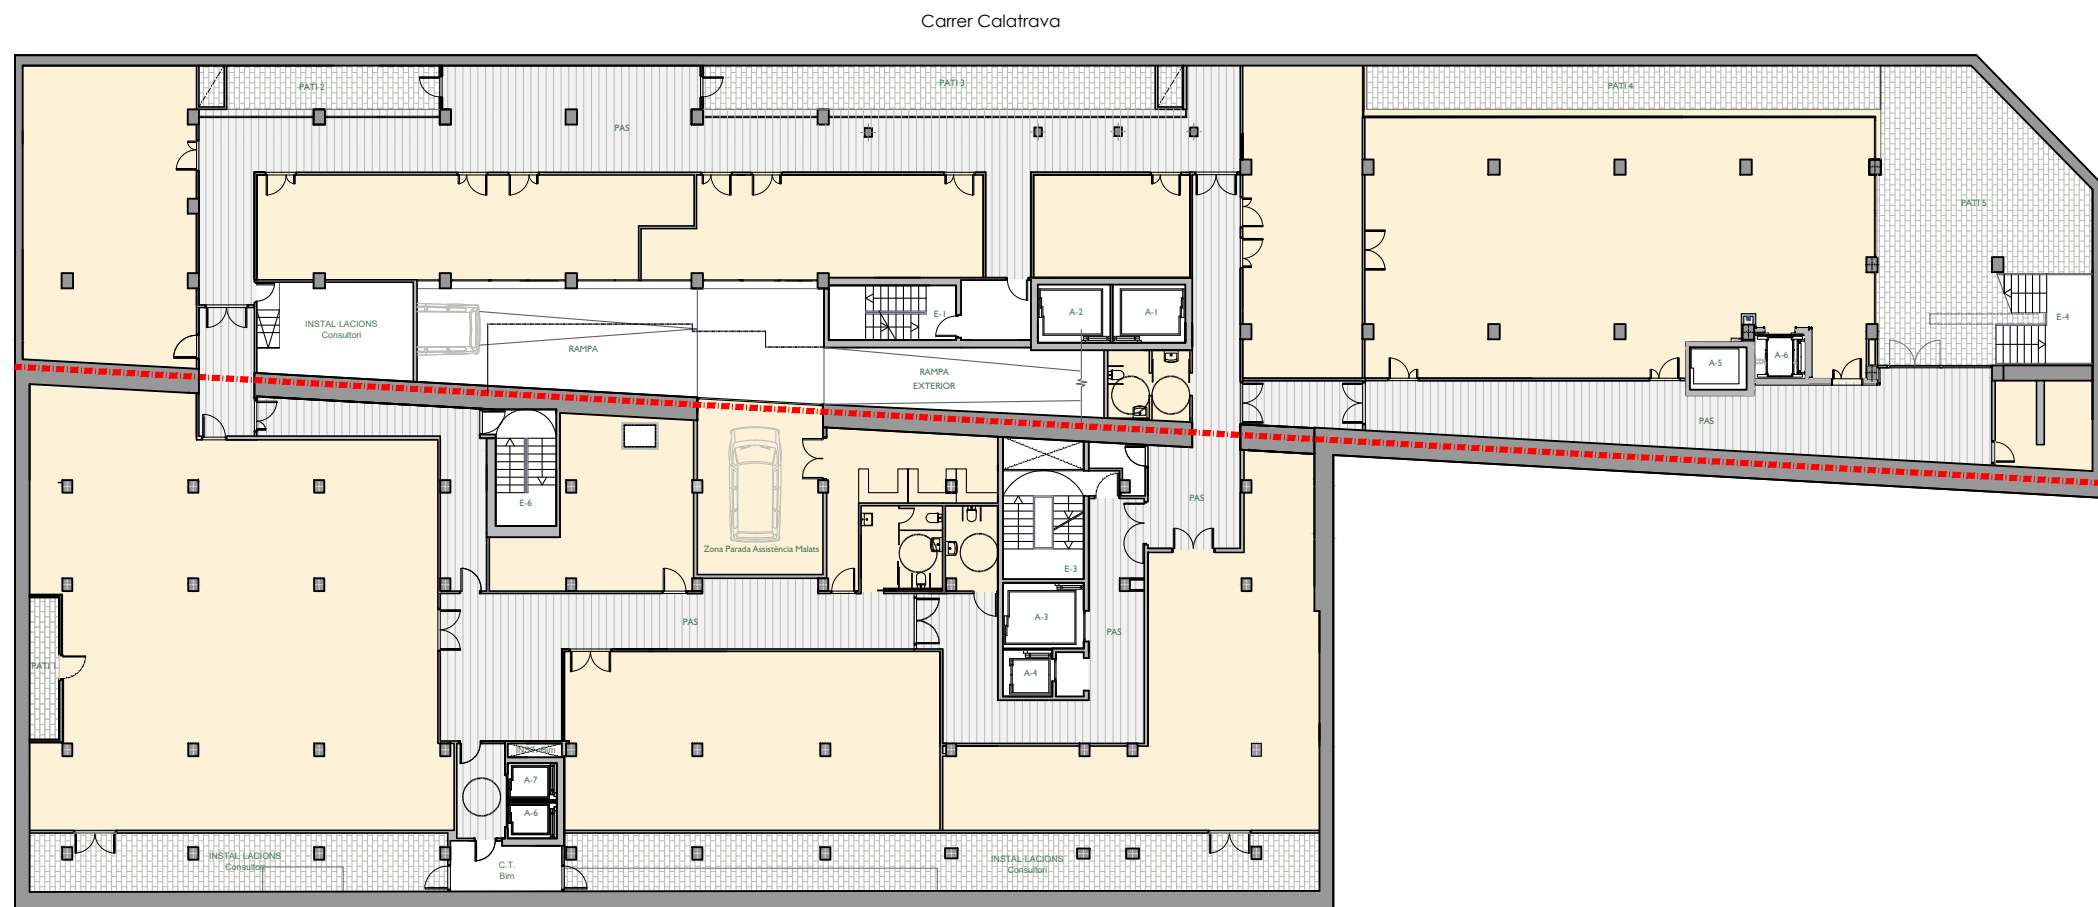 Carrer Calatrava
PATI 2
PATI 3
PATI 4
PAS
PATI 5
INSTAL·LACIONS
Consultori
RAMPA
E-1
A-2
A-1
RAMPA
EXTERIOR
E-4
A-5
A-6
PAS
E-6
PAS
Zona Parada Assistència Malats
E-3
A-3
PAS
PAS
A-4
PATI 1
A-7
A-6
INSTAL·LACIONS
Consultori
C.T.
Bim
INSTAL·LACIONS
Consultori